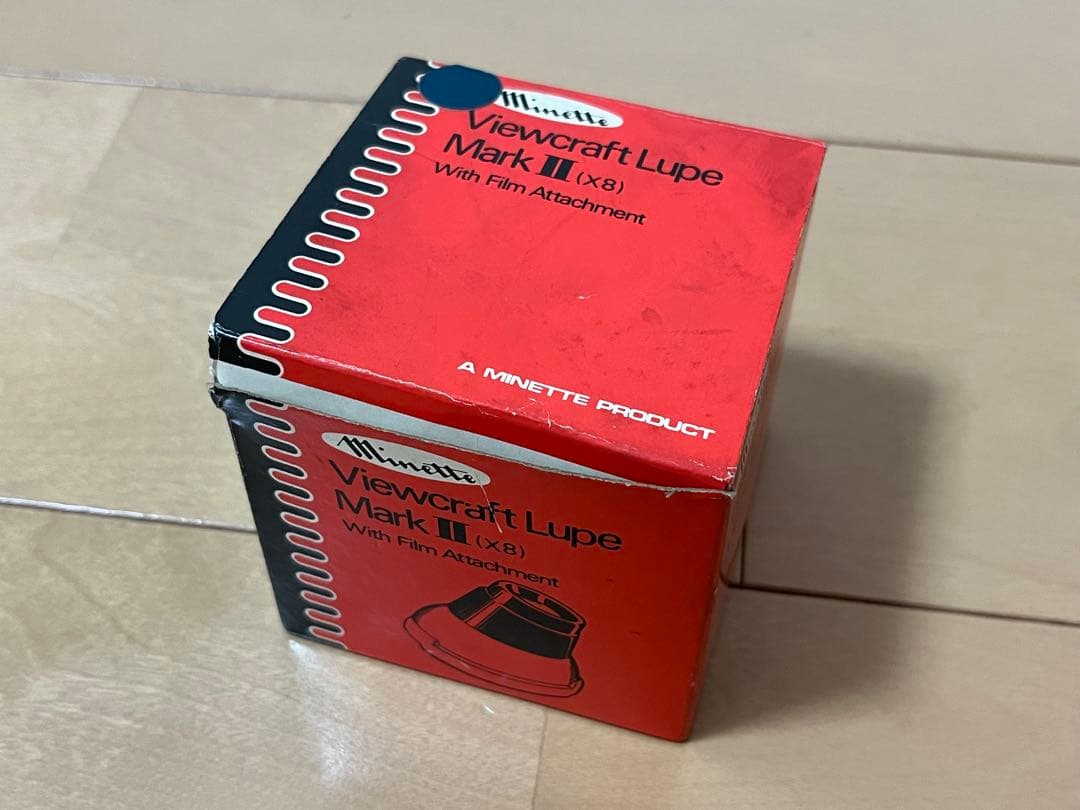 Minette
Viewcraft Lupe
Mark II (X8)
With Film Attachment
A MINETTE PRODUCT
Minette
Viewcraft Lupe
Mark II (X8)
With Film Attachment